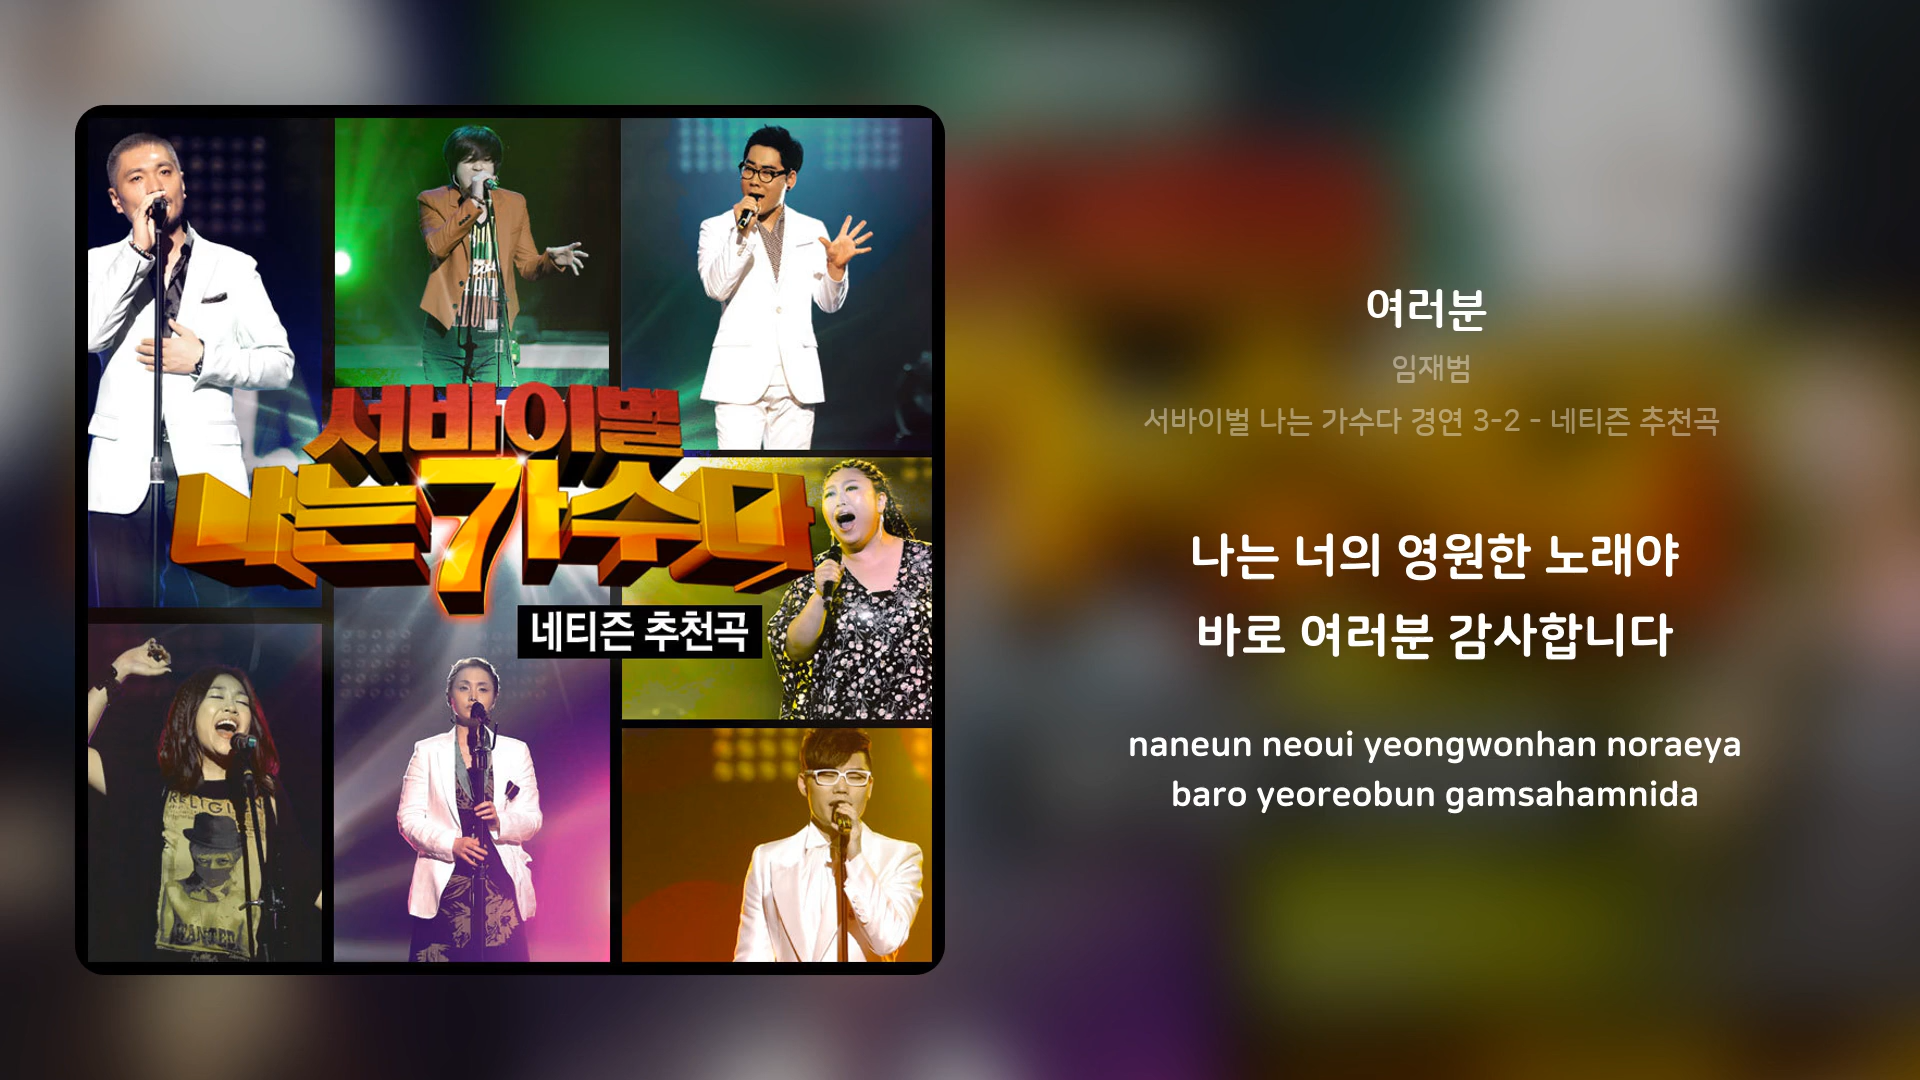 서바이벌
나는 가수다
네티즌 추천곡
RELIGI
WANTED
여러분
임재범
서바이벌 나는 가수다 경연 3-2 - 네티즌 추천곡
나는 너의 영원한 노래야
바로 여러분 감사합니다
naneun neoui yeongwonhan noraeya
baro yeoreobun gamsahamnida